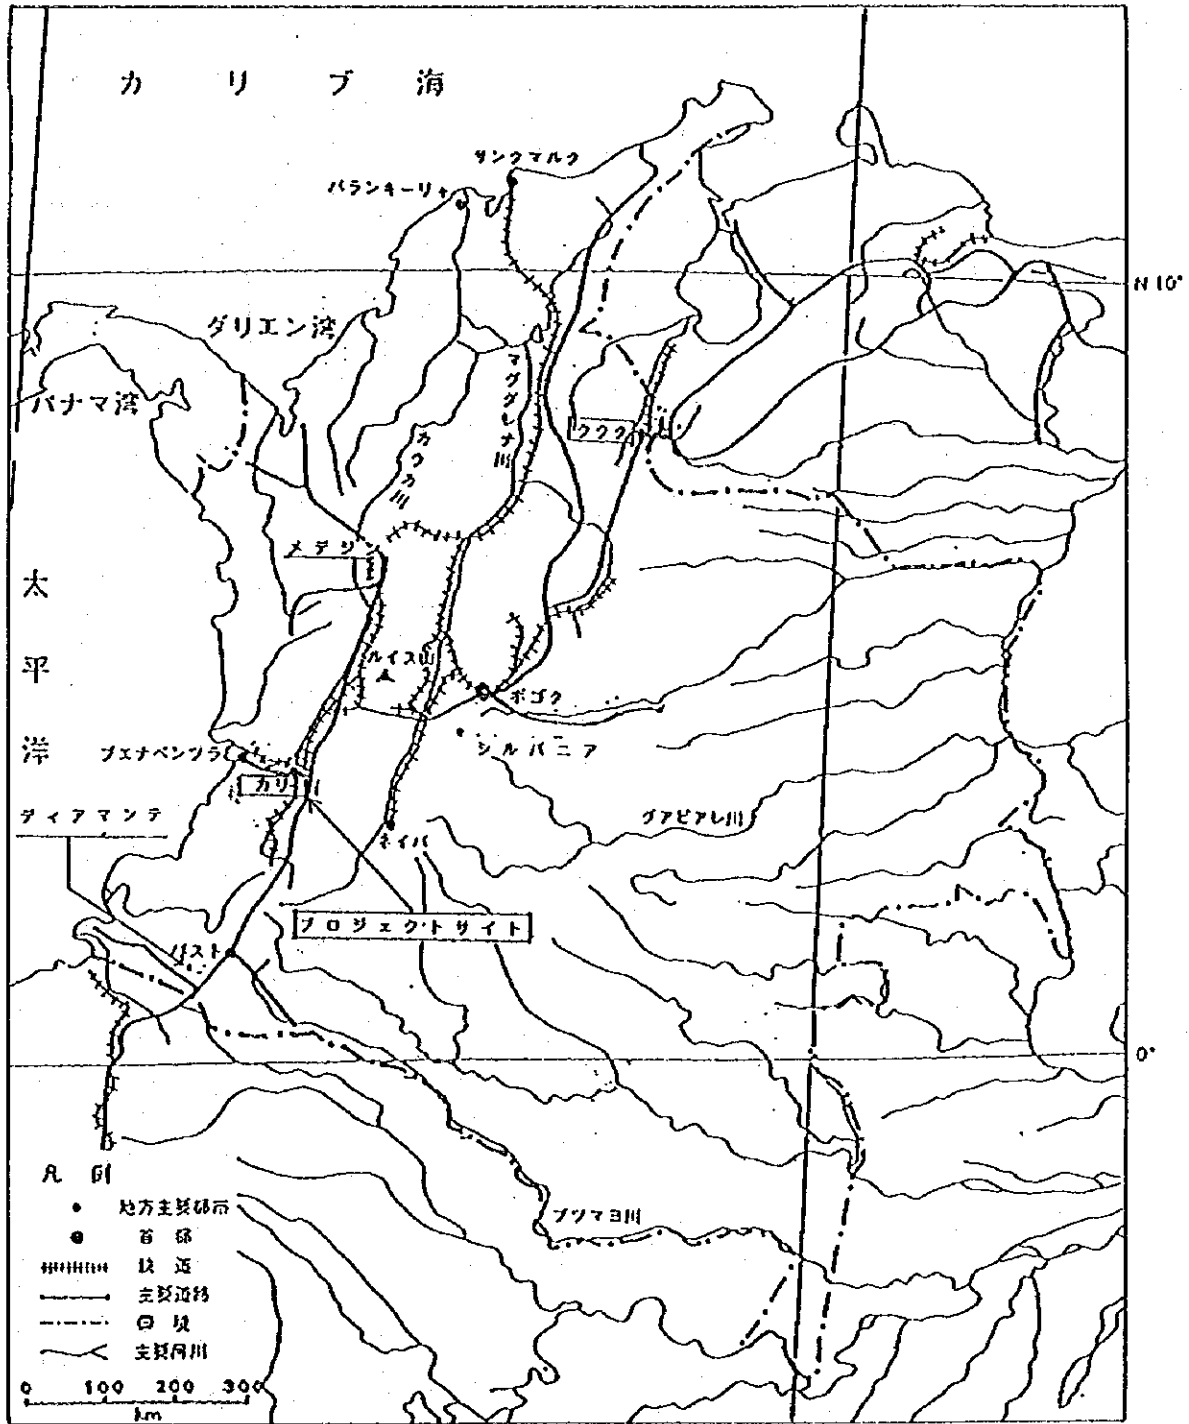 カリブ海
サンタマルタ
バランキーリャ
N 10°
ダリエン湾
パナマ湾
マグダレナ川
カウカ川
ククタ
メデジン
太平洋
ルイス山
ボゴタ
シルバニア
ブエナベンツラ
カリ
ディアマンテ
グアビアレ川
ネイバ
プロジェクトサイト
パスト
0°
凡例
地方主要都市
首都
鉄道
主要道路
国境
主要河川
プツマヨ川
0 100 200 300
km